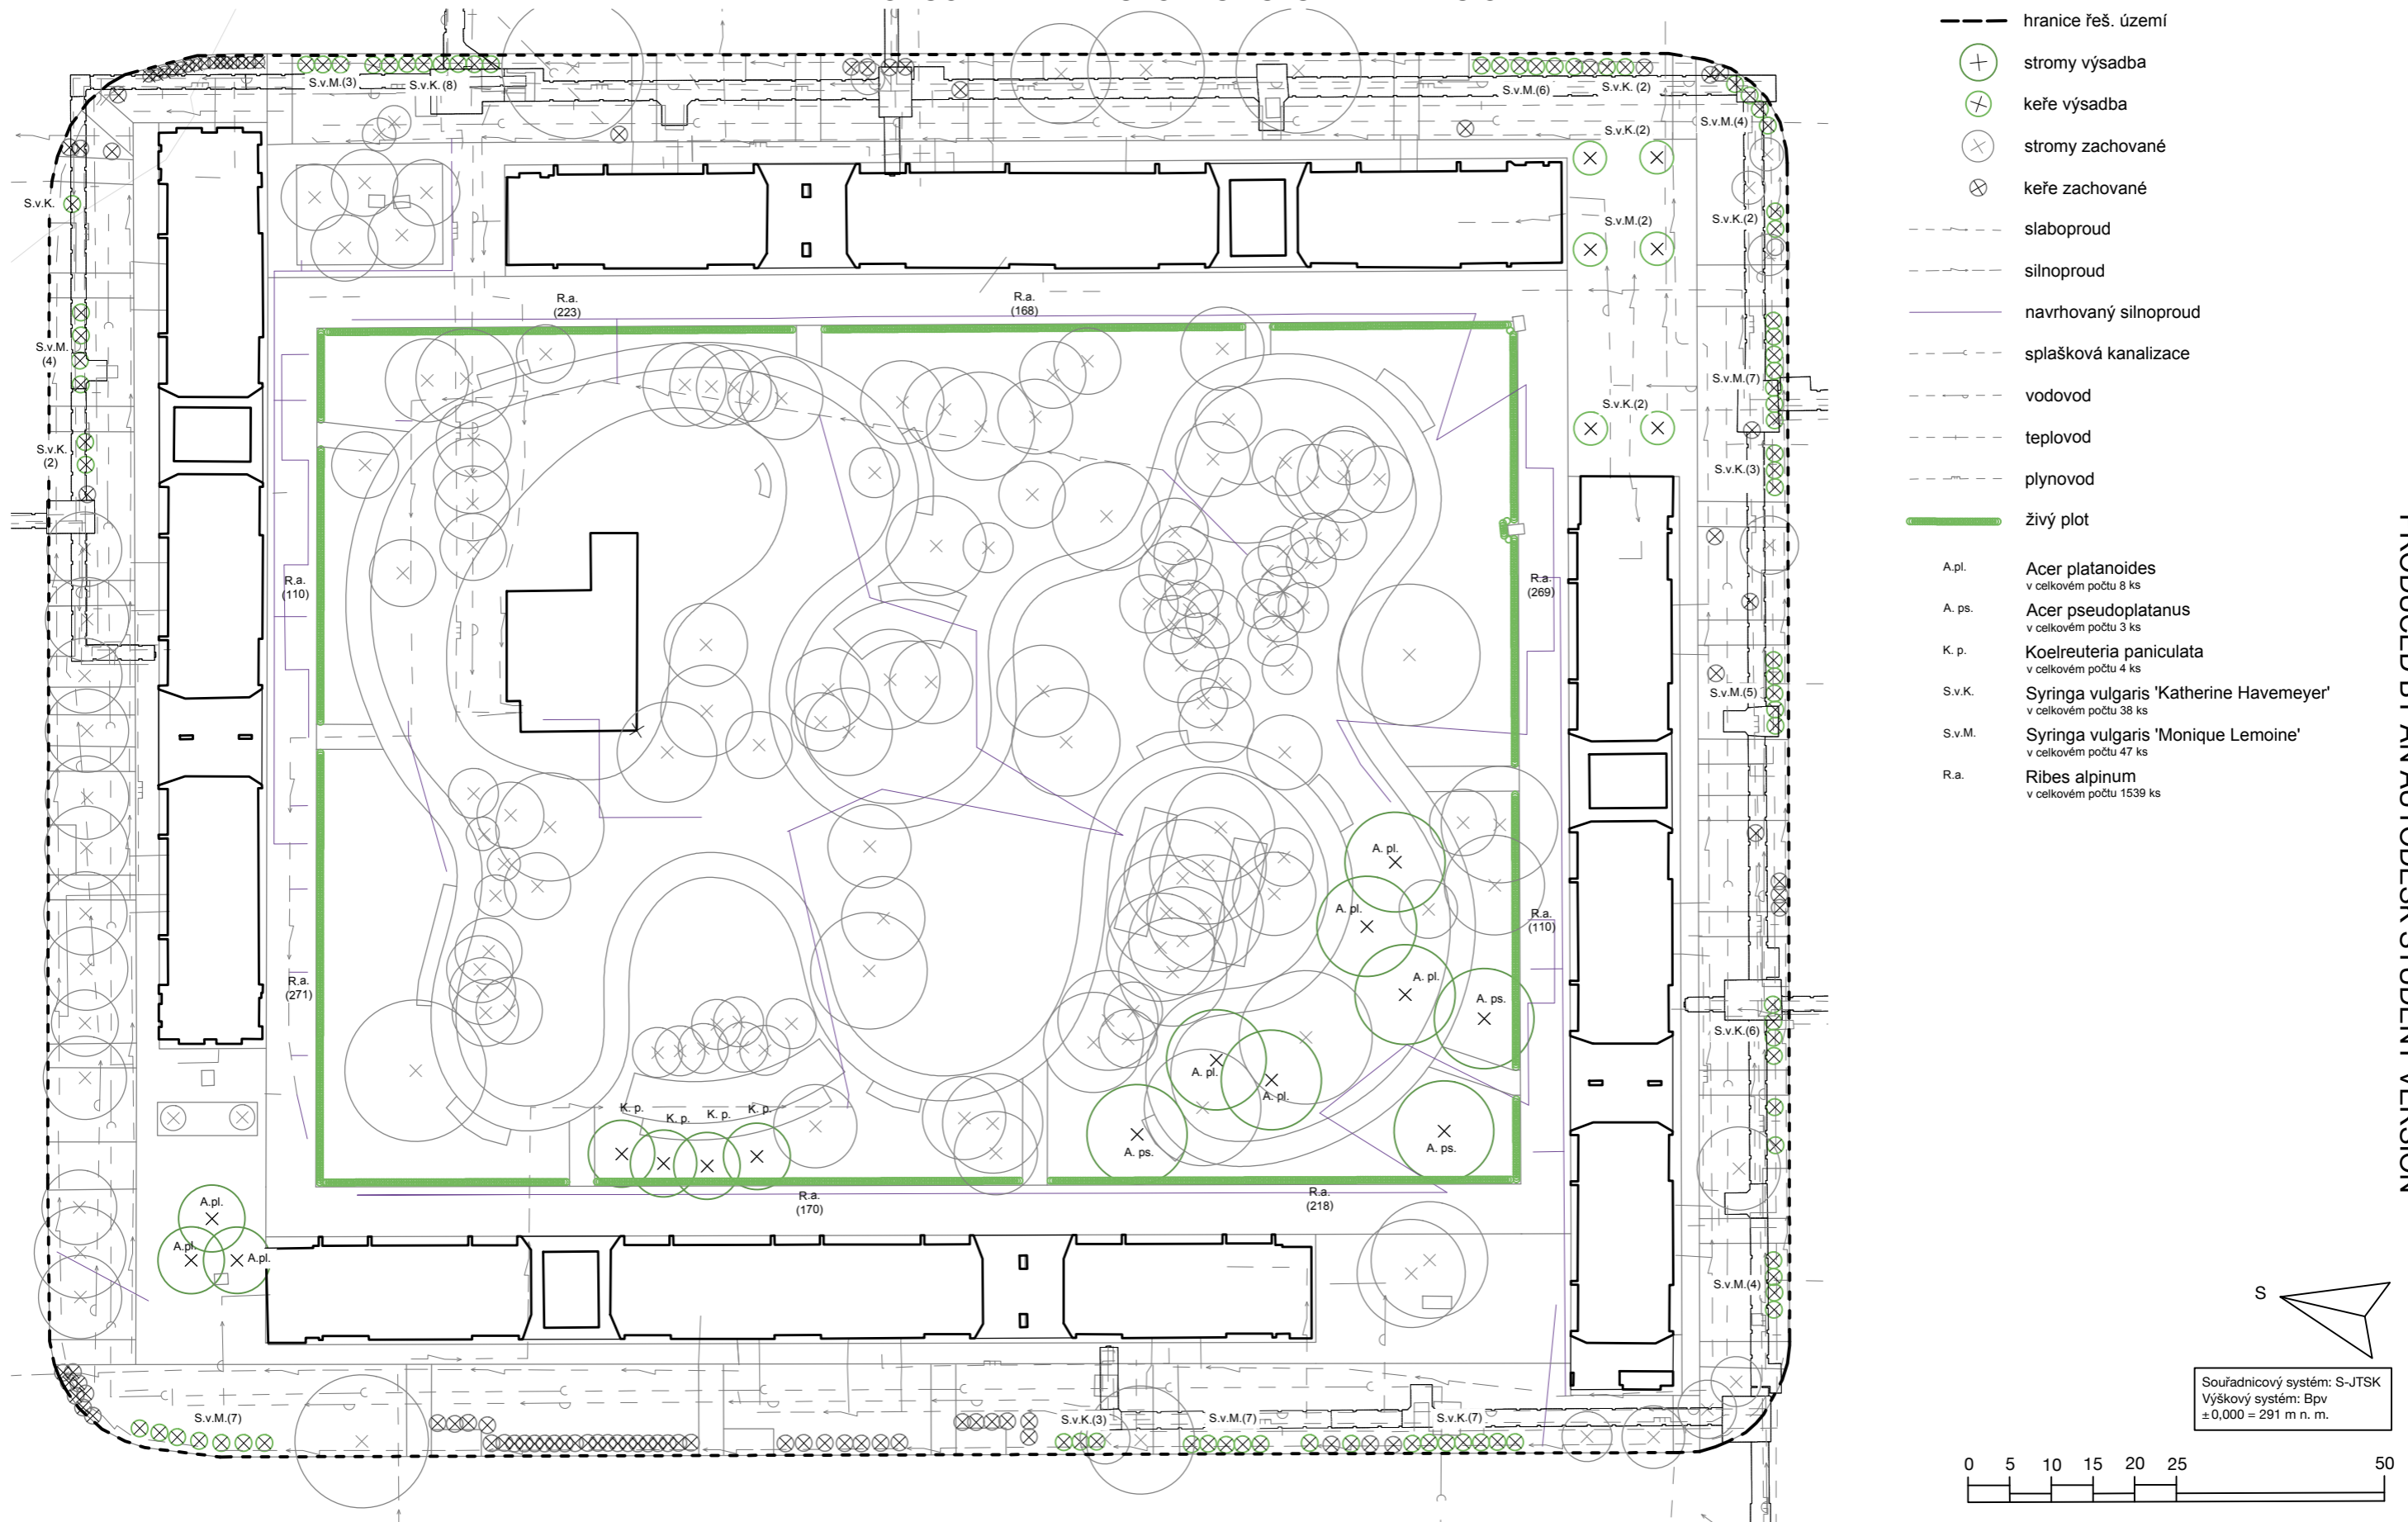 S.v.M.(3)
S.v.K.(8)
S.v.M.(6)
S.v.K. (2)
S.v.K.(2)
S.v.M.(4)
S.v.K.
S.v.M.(2)
S.v.K.(2)
R.a.
(223)
R.a.
(168)
S.v.M.
(4)
S.v.M.(7)
S.v.K.(2)
S.v.K.
(2)
S.v.K.(3)
R.a.
(110)
R.a.
(269)
S.v.M.(5)
A. pl.
A. pl.
R.a.
(110)
A. pl.
R.a.
(271)
A. ps.
S.v.K.(6)
A. pl.
A. pl.
K. p.
K. p.
K. p.
K. p.
A. ps.
A. ps.
R.a.
(170)
R.a.
(218)
A.pl.
A.pl.
A.pl.
S.v.M.(4)
S.v.M.(7)
S.v.K.(3)
S.v.M.(7)
S.v.K.(7)
hranice řeš. území
stromy výsadba
keře výsadba
stromy zachované
keře zachované
slaboproud
silnoproud
navrhovaný silnoproud
splašková kanalizace
vodovod
teplovod
plynovod
živý plot
A.pl. Acer platanoides
v celkovém počtu 8 ks
A. ps. Acer pseudoplatanus
v celkovém počtu 3 ks
K. p. Koelreuteria paniculata
v celkovém počtu 4 ks
S.v.K. Syringa vulgaris 'Katherine Havemeyer'
v celkovém počtu 38 ks
S.v.M. Syringa vulgaris 'Monique Lemoine'
v celkovém počtu 47 ks
R.a. Ribes alpinum
v celkovém počtu 1539 ks
S
Souřadnicový systém: S-JTSK
Výškový systém: Bpv
±0,000 = 291 m n. m.
0 5 10 15 20 25 50